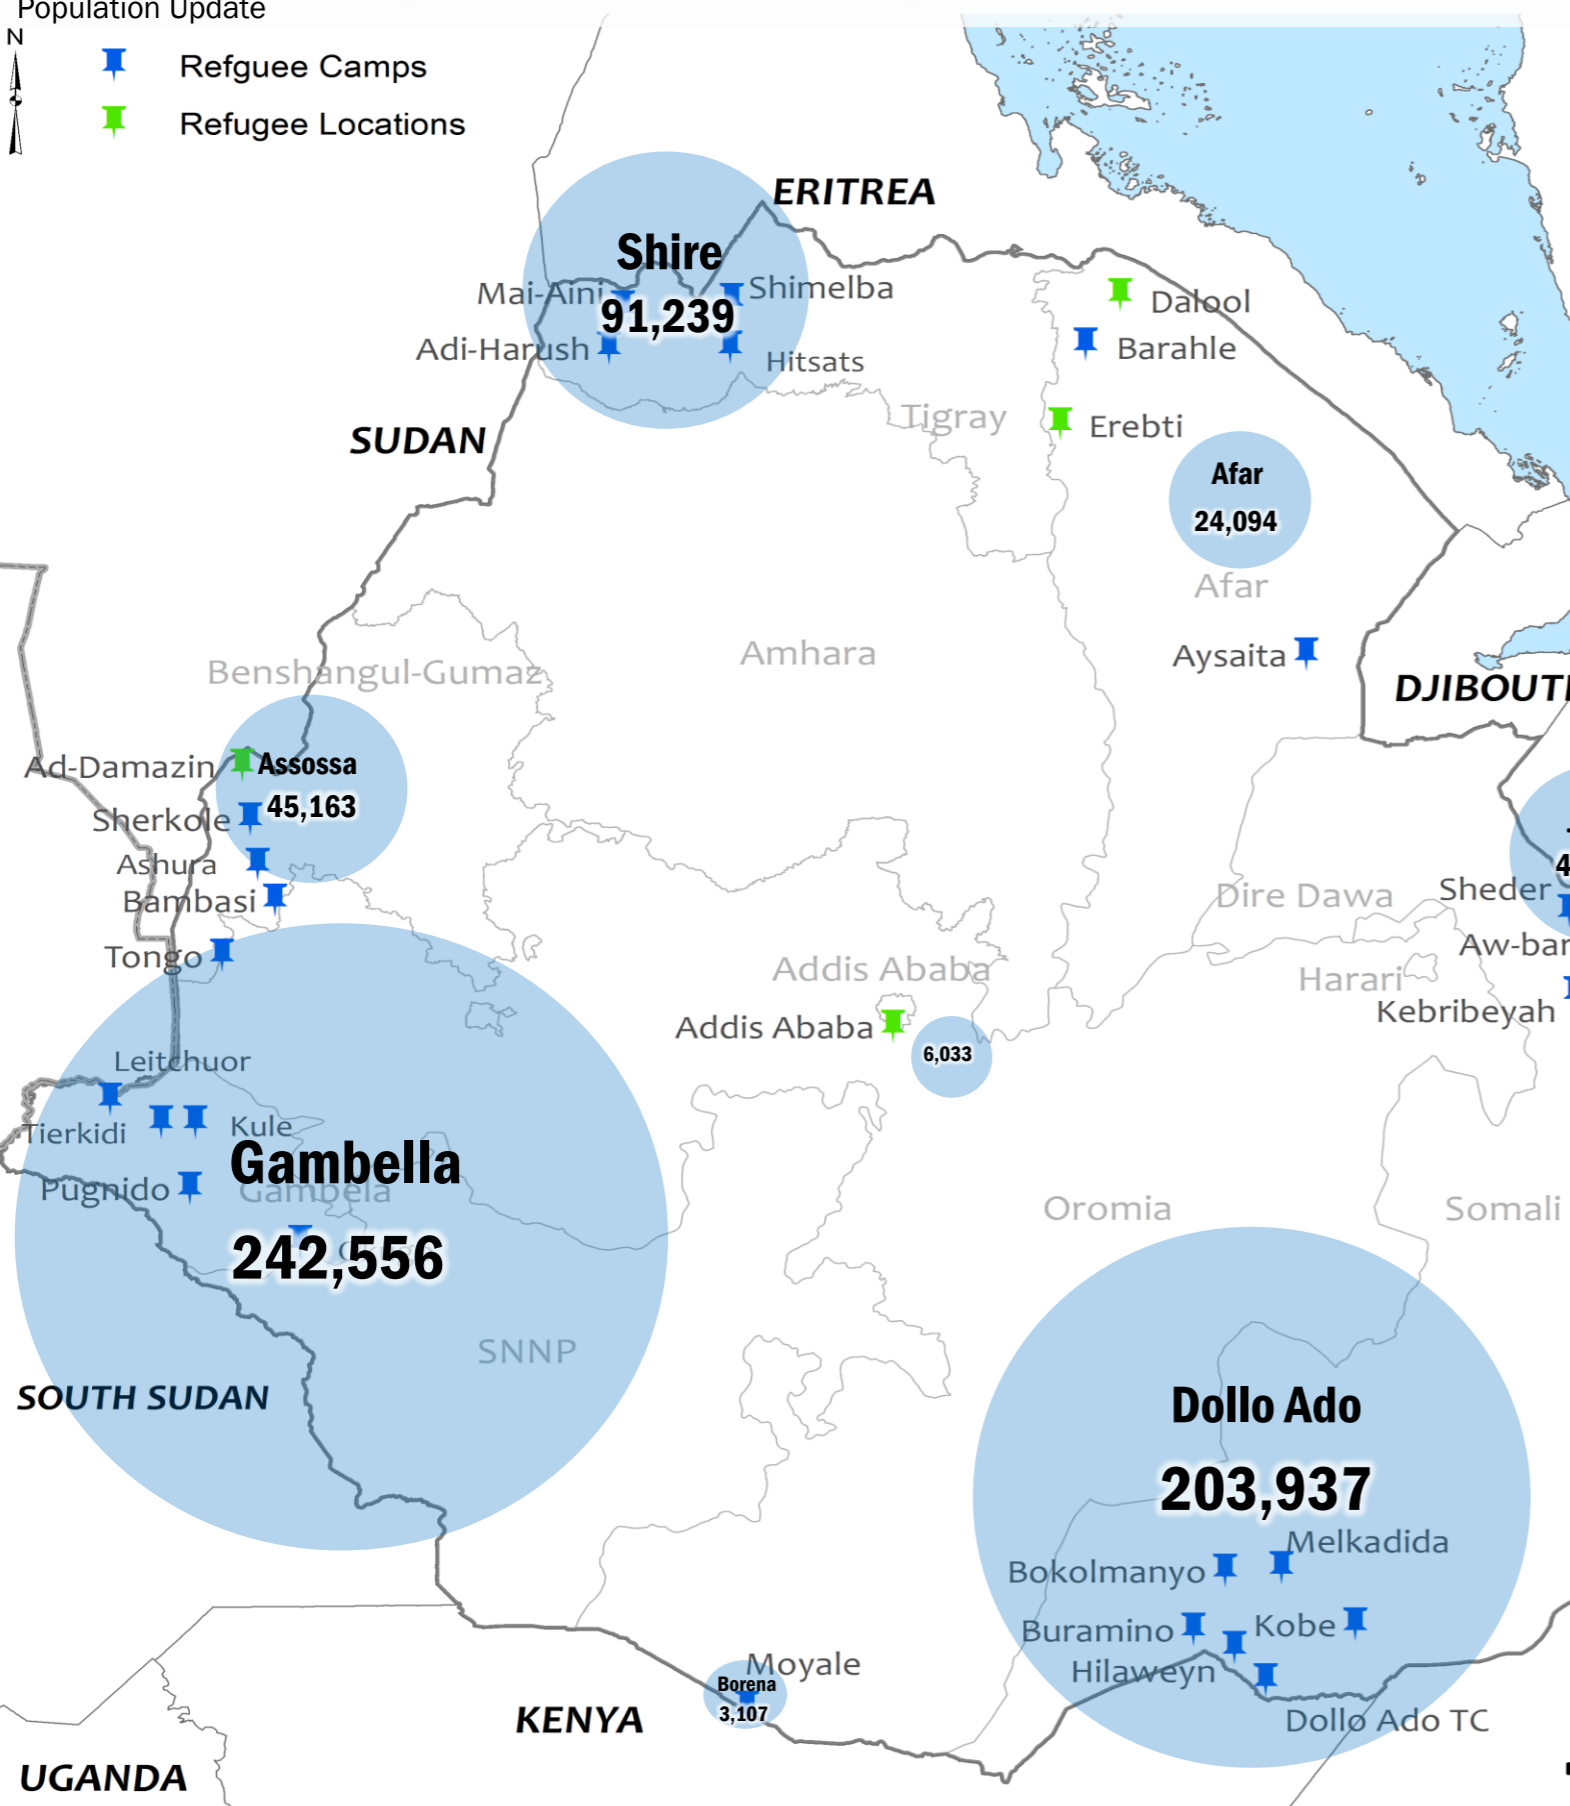 Population Update
N
Refguee Camps
Refugee Locations
ERITREA
Shire
Mai-Aini
Shimelba
91,239
Adi-Harush
Hitsats
Dalool
Barahle
Tigray
Erebti
SUDAN
Afar
24,094
Afar
Amhara
Aysaita
Benshangul-Gumaz
DJIBOUTI
Ad-Damazin
Assossa
45,163
Sherkole
Ashura
Bambasi
Tongo
Dire Dawa
Sheder
4
Aw-bar
Harari
Kebribeyah
Addis Ababa
Addis Ababa
6,033
Leitchuor
Tierkidi
Kule
Gambella
Pugnido
Gambela
242,556
Oromia
Somali
SNNP
SOUTH SUDAN
Dollo Ado
203,937
Melkadida
Bokolmanyo
Buramino
Kobe
Hilaweyn
Dollo Ado TC
Moyale
Borena
3,107
KENYA
UGANDA